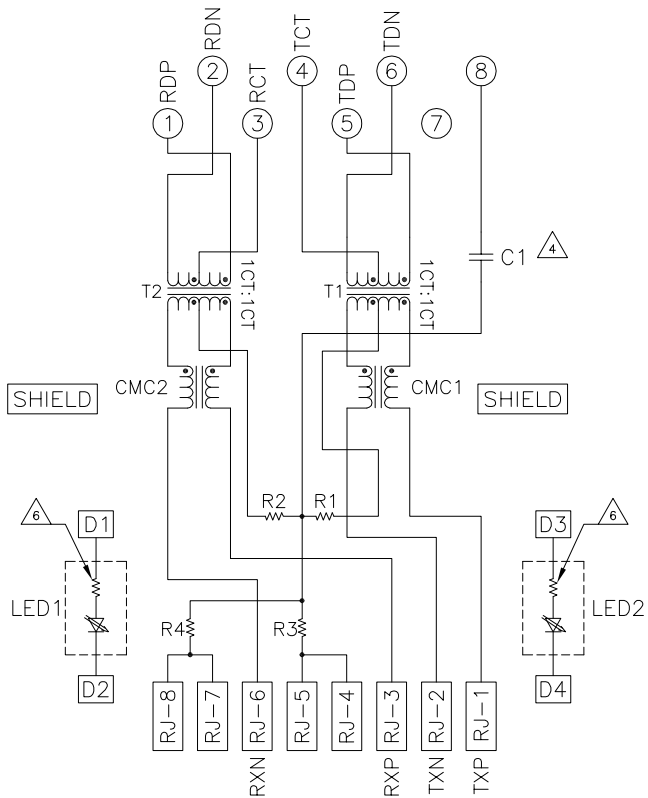 RDP
RDN
RCT
TCT
TDP
TDN
2
4
6
8
1
3
5
7
C1
4
T2
1CT:1CT
T1
1CT:1CT
CMC2
CMC1
SHIELD
SHIELD
R2
R1
6
D1
D3
6
LED1
LED2
R4
R3
D2
D4
RJ-8
RJ-7
RJ-6
RJ-5
RJ-4
RJ-3
RJ-2
RJ-1
RXN
RXP
TXN
TXP